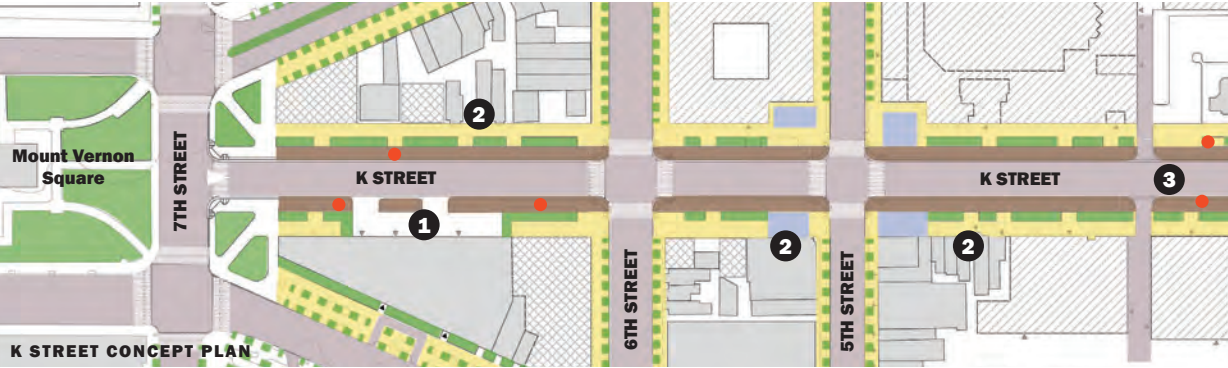 2
Mount Vernon
Square
7TH STREET
K STREET
K STREET
3
1
2
2
6TH STREET
5TH STREET
K STREET CONCEPT PLAN